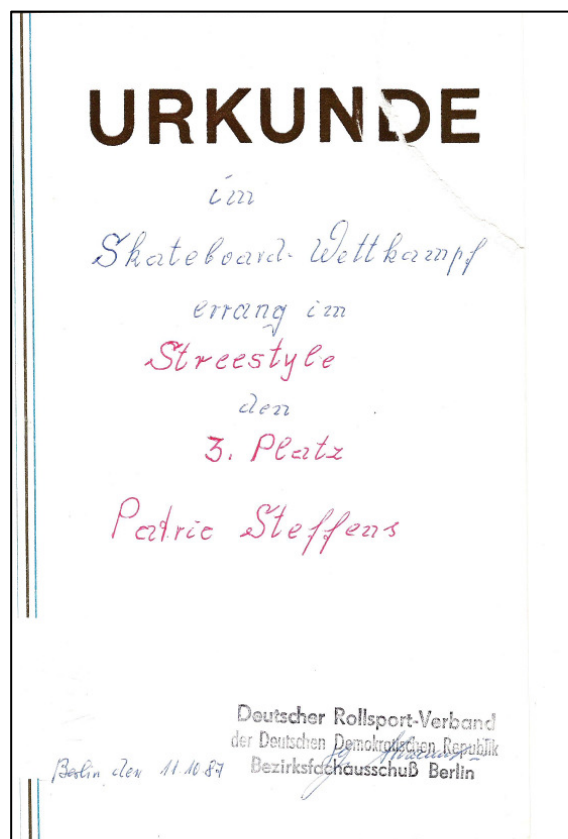 URKUNDE
im
Skateboard-Wettkampf
errang im
Streestyle
den
3. Platz
Patric Steffens
Deutscher Rollsport-Verband
der Deutschen Demokratischen Republik
Bezirksfachausschuß Berlin
Berlin den 11.10.87